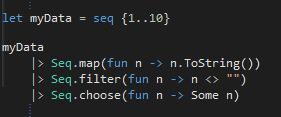 let myData = seq {1..10}
myData
|> Seq.map(fun n -> n.ToString())
|> Seq.filter(fun n -> n <> "")
|> Seq.choose(fun n -> Some n)